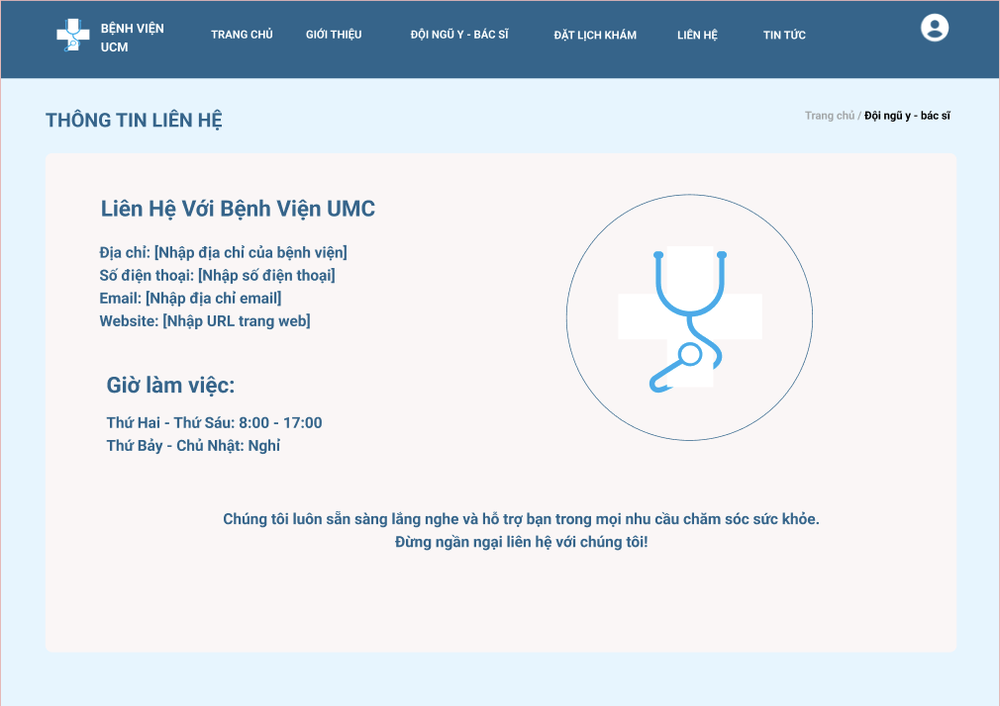 BỆNH VIỆN
UCM
TRANG CHỦ
GIỚI THIỆU
ĐỘI NGŨ Y - BÁC SĨ
ĐẶT LỊCH KHÁM
LIÊN HỆ
TIN TỨC
THÔNG TIN LIÊN HỆ
Trang chủ / Đội ngũ y - bác sĩ
Liên Hệ Với Bệnh Viện UMC
Địa chỉ: [Nhập địa chỉ của bệnh viện]
Số điện thoại: [Nhập số điện thoại]
Email: [Nhập địa chỉ email]
Website: [Nhập URL trang web]
Giờ làm việc:
Thứ Hai - Thứ Sáu: 8:00 - 17:00
Thứ Bảy - Chủ Nhật: Nghỉ
Chúng tôi luôn sẵn sàng lắng nghe và hỗ trợ bạn trong mọi nhu cầu chăm sóc sức khỏe.
Đừng ngần ngại liên hệ với chúng tôi!